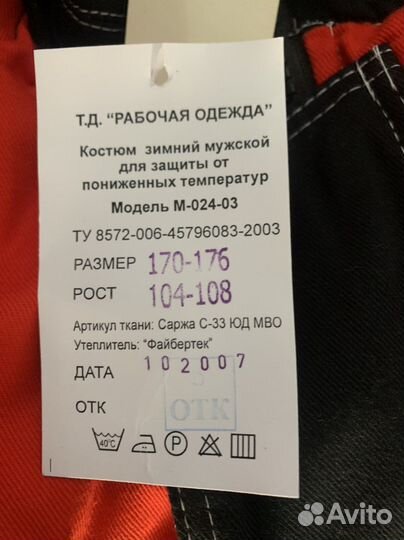 Т.Д. “РАБОЧАЯ ОДЕЖДА”
Костюм зимний мужской
для защиты от
пониженных температур
Модель М-024-03
ТУ 8572-006-45796083-2003
РАЗМЕР 170-176
РОСТ 104-108
Артикул ткани: Саржа С-33 ЮД МВО
Утеплитель: “Файбертек”
ДАТА 102007
ОТК ОТК
40°C P
Avito